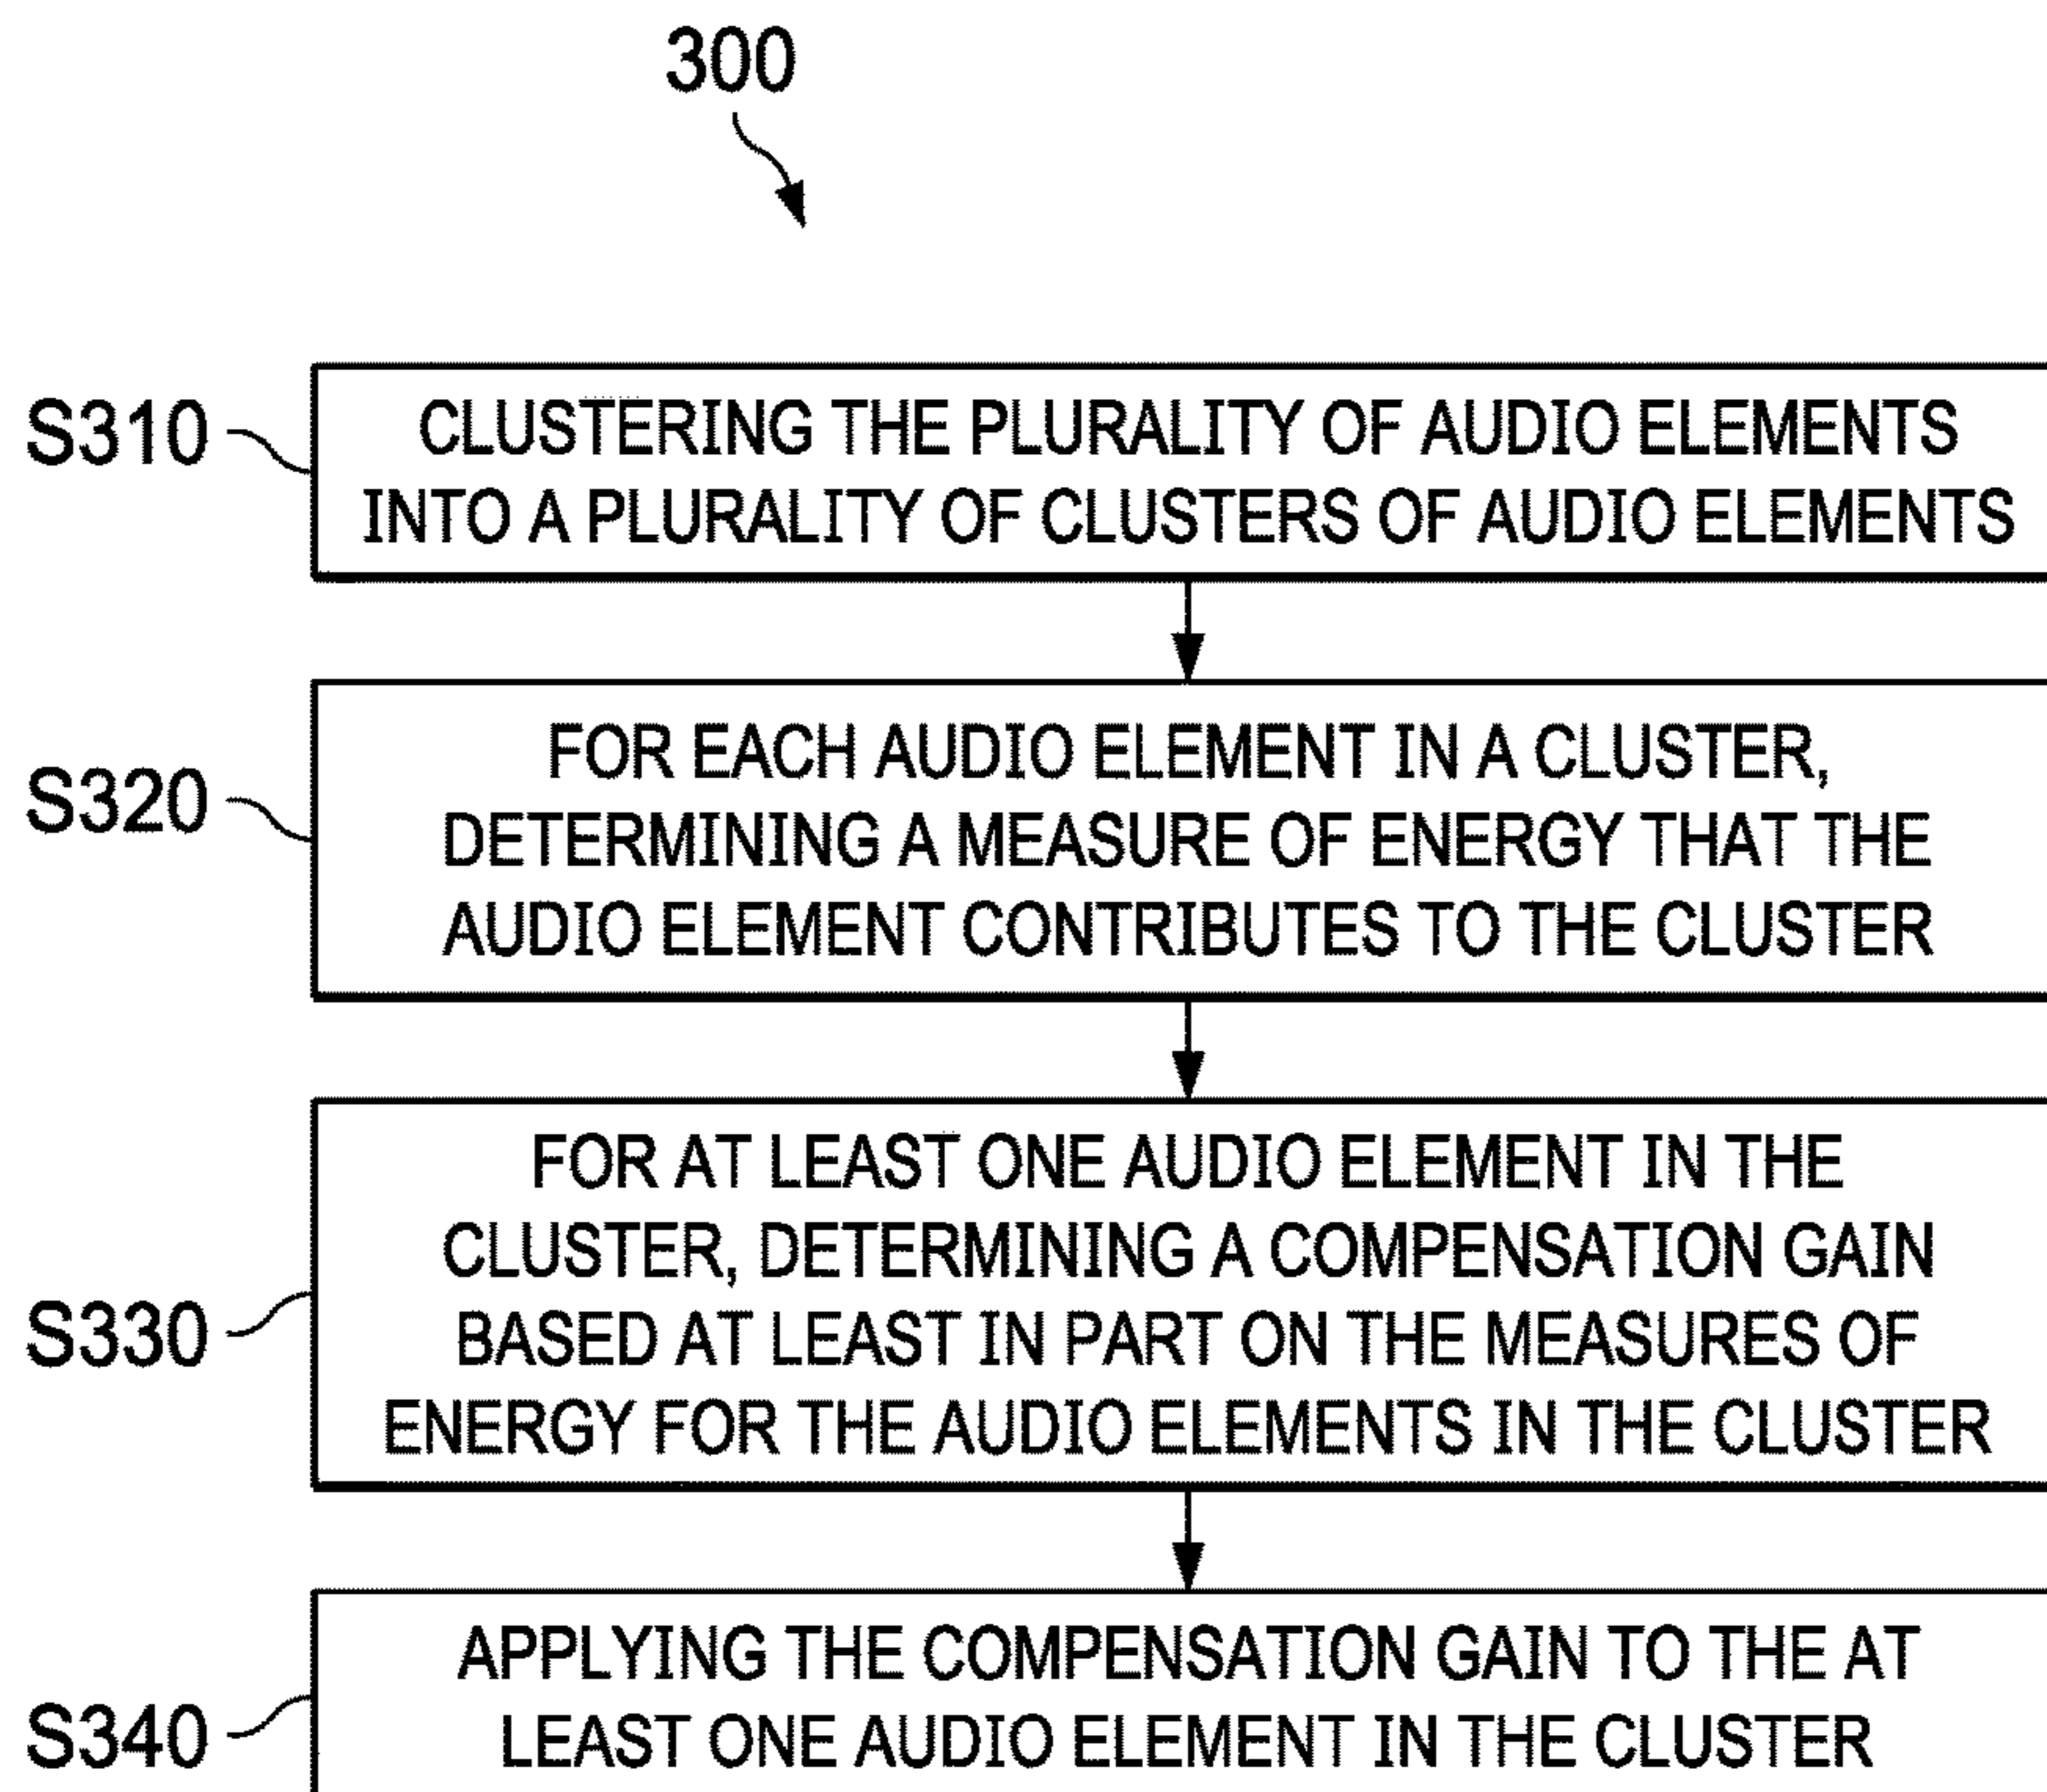 300
S310
CLUSTERING THE PLURALITY OF AUDIO ELEMENTS
INTO A PLURALITY OF CLUSTERS OF AUDIO ELEMENTS
S320
FOR EACH AUDIO ELEMENT IN A CLUSTER,
DETERMINING A MEASURE OF ENERGY THAT THE
AUDIO ELEMENT CONTRIBUTES TO THE CLUSTER
S330
FOR AT LEAST ONE AUDIO ELEMENT IN THE
CLUSTER, DETERMINING A COMPENSATION GAIN
BASED AT LEAST IN PART ON THE MEASURES OF
ENERGY FOR THE AUDIO ELEMENTS IN THE CLUSTER
S340
APPLYING THE COMPENSATION GAIN TO THE AT
LEAST ONE AUDIO ELEMENT IN THE CLUSTER